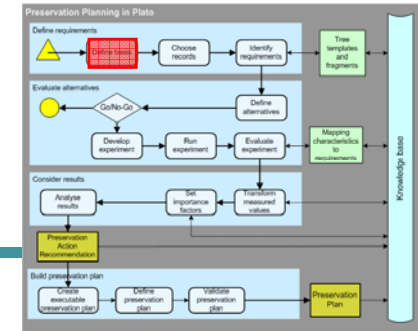 Preservation Planning in Plato
Define requirements
Define basis
Choose
records
Identify
requirements
Tree
templates
and
fragments
Evaluate alternatives
Go/No-Go
Define
alternatives
Develop
experiment
Run
experiment
Evaluate
experiment
Mapping
characteristics
to
requirements
Knowledge base
Consider results
Analyse
results
Set
importance
factors
Transform
measured
values
Preservation
Action
Recommendation
Build preservation plan
Create
executable
preservation plan
Define
preservation
plan
Validate
preservation
plan
Preservation
Plan